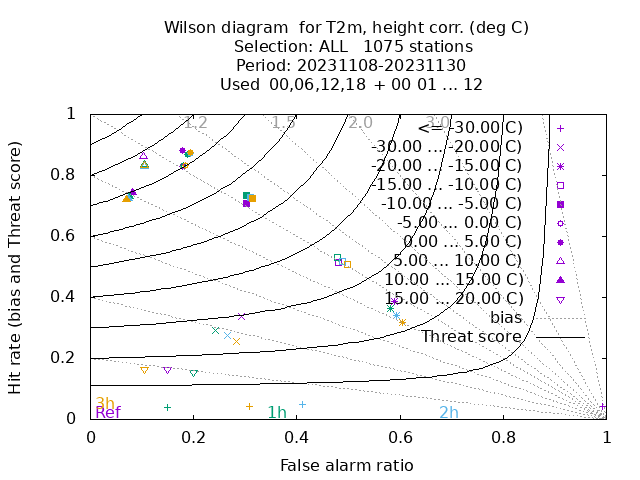 Wilson diagram  for T2m, height corr. (deg C)
Selection: ALL   1075 stations
Period: 20231108-20231130
Used  00,06,12,18  + 00 01 ... 12
Hit rate (bias and Threat score)
1
0.8
0.6
0.4
0.2
0
1.2
1.5
2.0
3.0
<= -30.00 C)
-30.00 ... -20.00 C)
-20.00 ... -15.00 C)
-15.00 ... -10.00 C)
-10.00 ... -5.00 C)
-5.00 ... 0.00 C)
0.00 ... 5.00 C)
5.00 ... 10.00 C)
10.00 ... 15.00 C)
15.00 ... 20.00 C)
bias
Threat score
3h
Ref
1h
2h
0
0.2
0.4
0.6
0.8
1
False alarm ratio